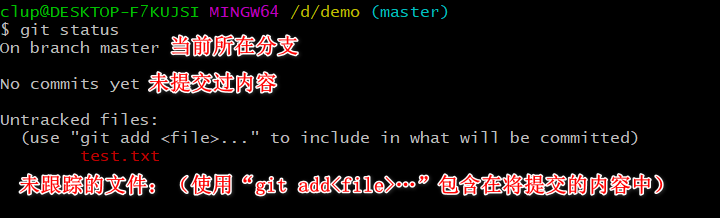 clup@DESKTOP-F7KUJSI MINGW64 /d/demo (master)
$ git status
On branch master 当前所在分支
No commits yet 未提交过内容
Untracked files:
(use "git add <file>..." to include in what will be committed)
test.txt
未跟踪的文件：（使用“git add<file>…”包含在将提交的内容中）